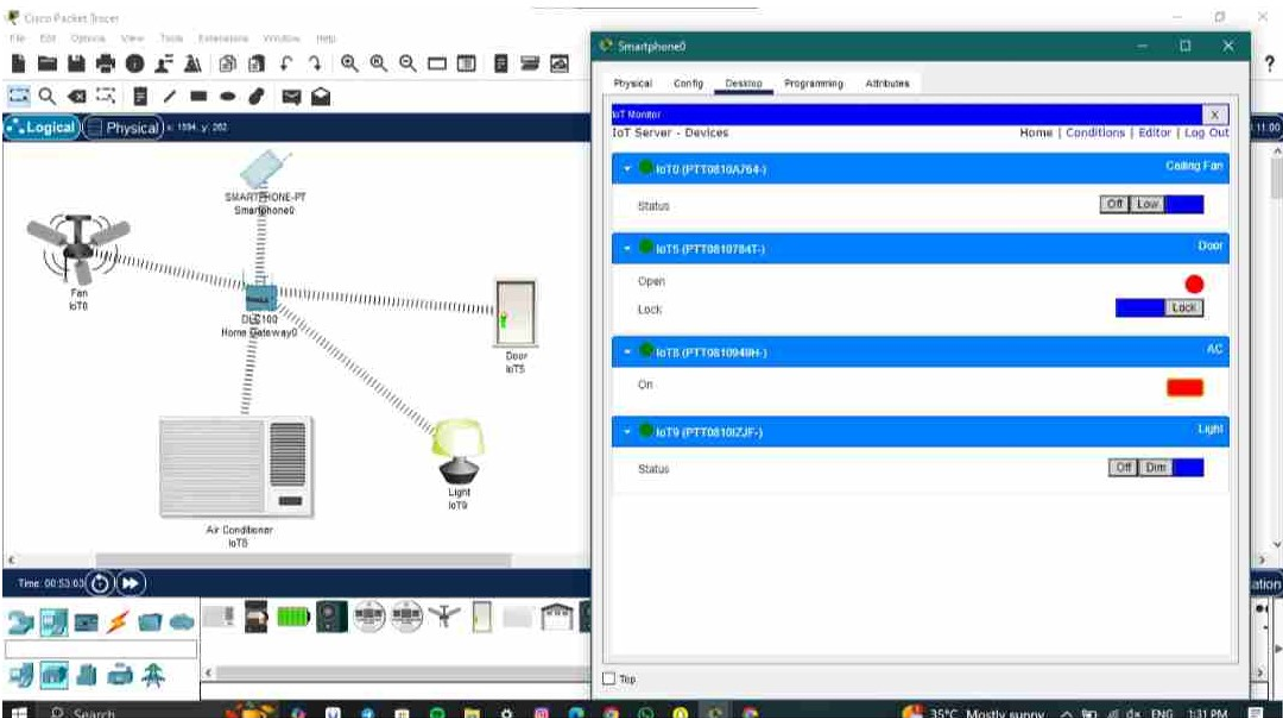 Cisco Packet Tracer
File Edit Options View Tools Extensions Window Help
Logical Physical x: 1594, y: 262
SMARTPHONE-PT
Smartphone0
Fan
IoT0
DLC100
Home Gateway0
Door
IoT5
Light
IoT9
Air Conditioner
IoT8
Time: 00:53:03
Search
Smartphone0
Physical Config Desktop Programming Attributes
IoT Monitor X
IoT Server - Devices Home | Conditions | Editor | Log Out
IoT0 (PTT0810A764-) Ceiling Fan
Status Off Low
IoT5 (PTT0810784T-) Door
Open
Lock Lock
IoT8 (PTT0810949H-) AC
On
IoT9 (PTT0810IZJF-) Light
Status Off Dim
Top
35°C Mostly sunny ENG 1:31 PM